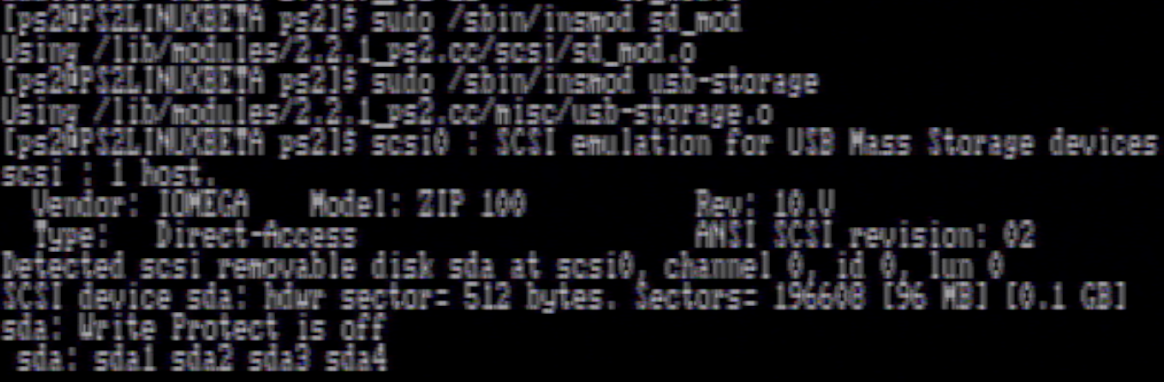 [ps2@PS2LINUXBETA ps2]$ sudo /sbin/insmod sd_mod
Using /lib/modules/2.2.1_ps2.cc/scsi/sd_mod.o
[ps2@PS2LINUXBETA ps2]$ sudo /sbin/insmod usb-storage
Using /lib/modules/2.2.1_ps2.cc/misc/usb-storage.o
[ps2@PS2LINUXBETA ps2]$ scsi0 : SCSI emulation for USB Mass Storage devices
scsi : 1 host.
Vendor: IOMEGA Model: ZIP 100 Rev: 10.V
Type: Direct-Access ANSI SCSI revision: 02
Detected scsi removable disk sda at scsi0, channel 0, id 0, lun 0
SCSI device sda: hdwr sector= 512 bytes. Sectors= 196608 [96 MB] [0.1 GB]
sda: Write Protect is off
sda: sda1 sda2 sda3 sda4